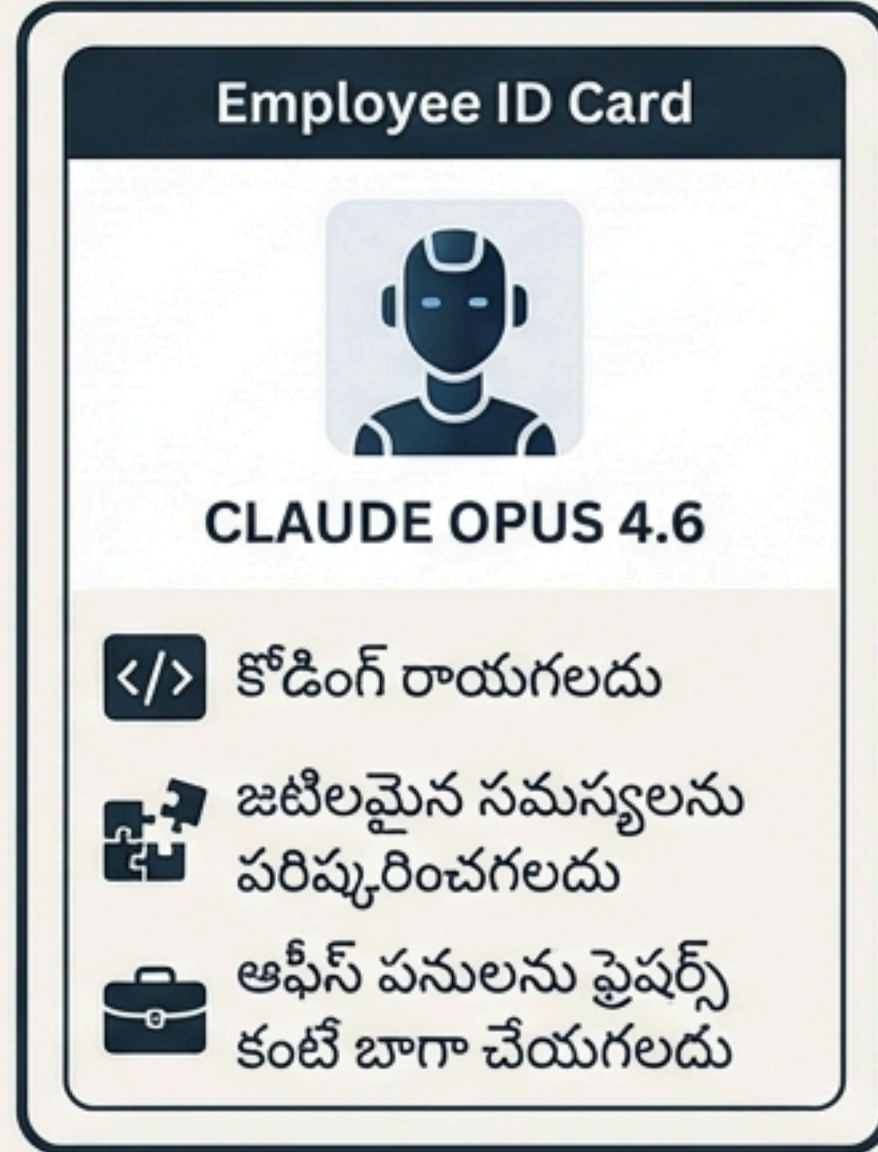 Employee ID Card
CLAUDE OPUS 4.6
</> కోడింగ్ రాయగలదు
జటిలమైన సమస్యలను
పరిష్కరించగలదు
ఆఫీస్ పనులను ఫ్రెషర్స్
కంటే బాగా చేయగలదు